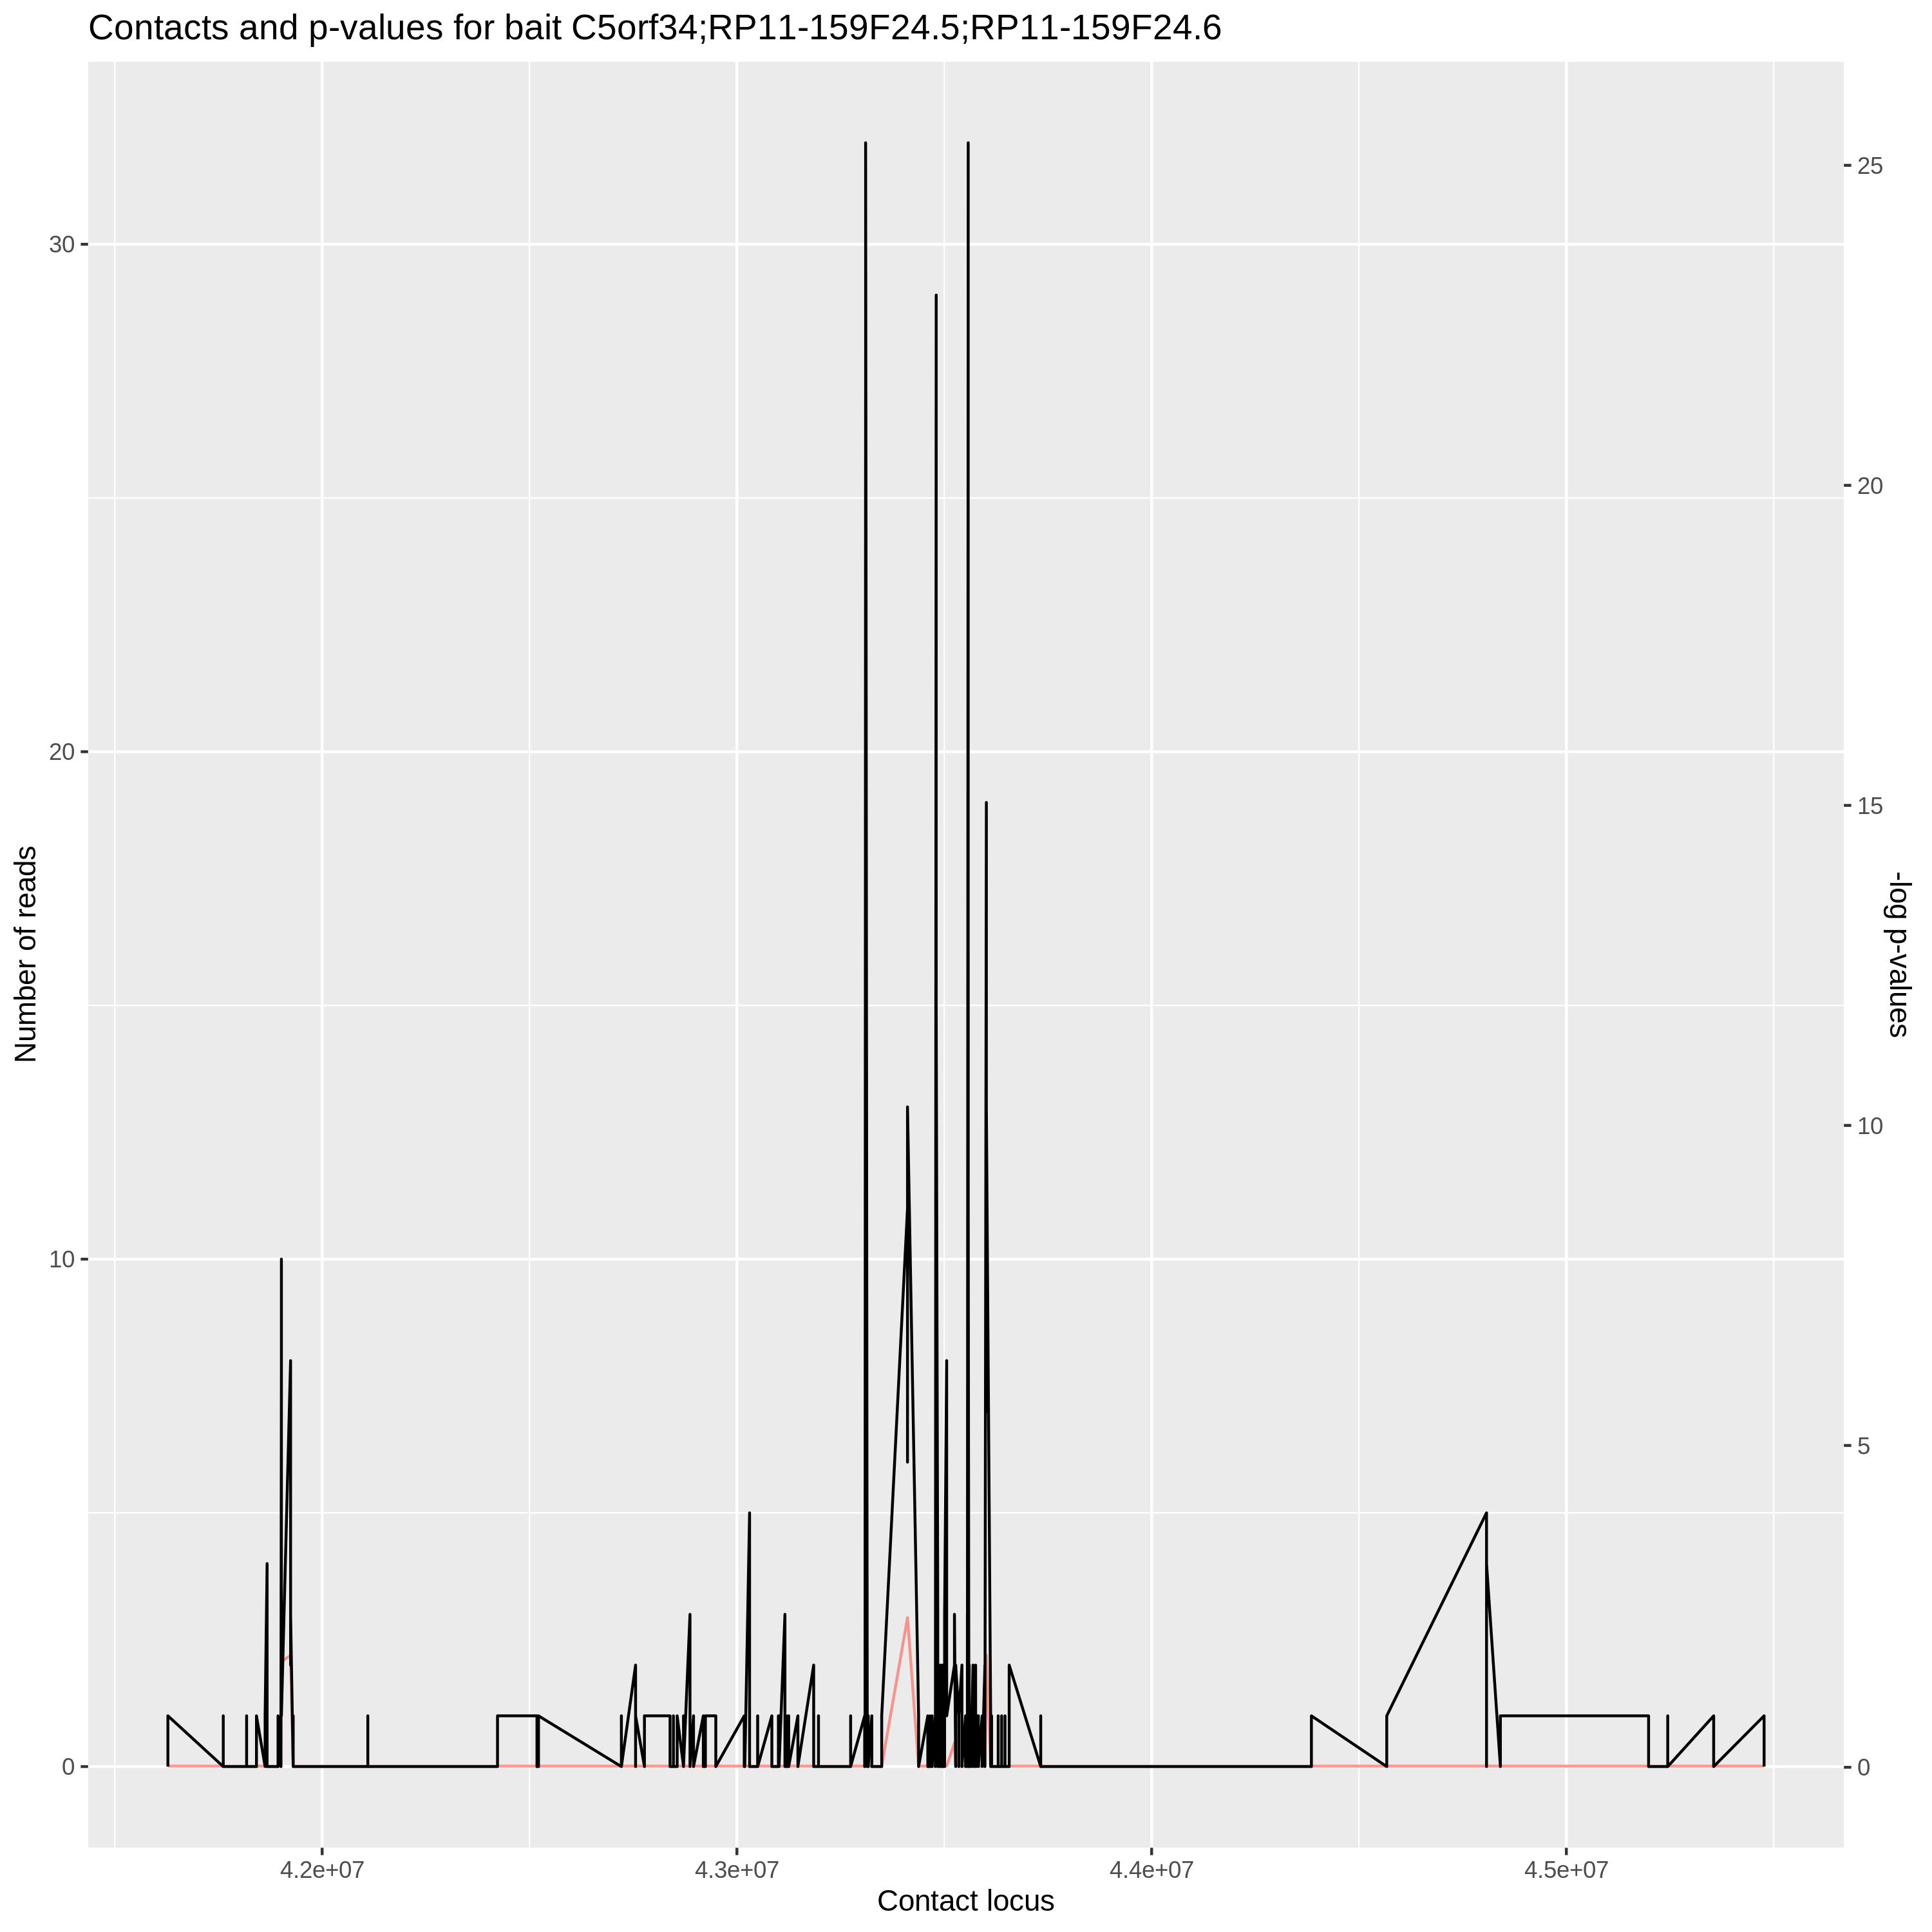 Contacts and p-values for bait C5orf34;RP11-159F24.5;RP11-159F24.6
30
20
10
0
Number of reads
25
20
15
10
5
0
-log p-values
4.2e+07
4.3e+07
4.4e+07
4.5e+07
Contact locus